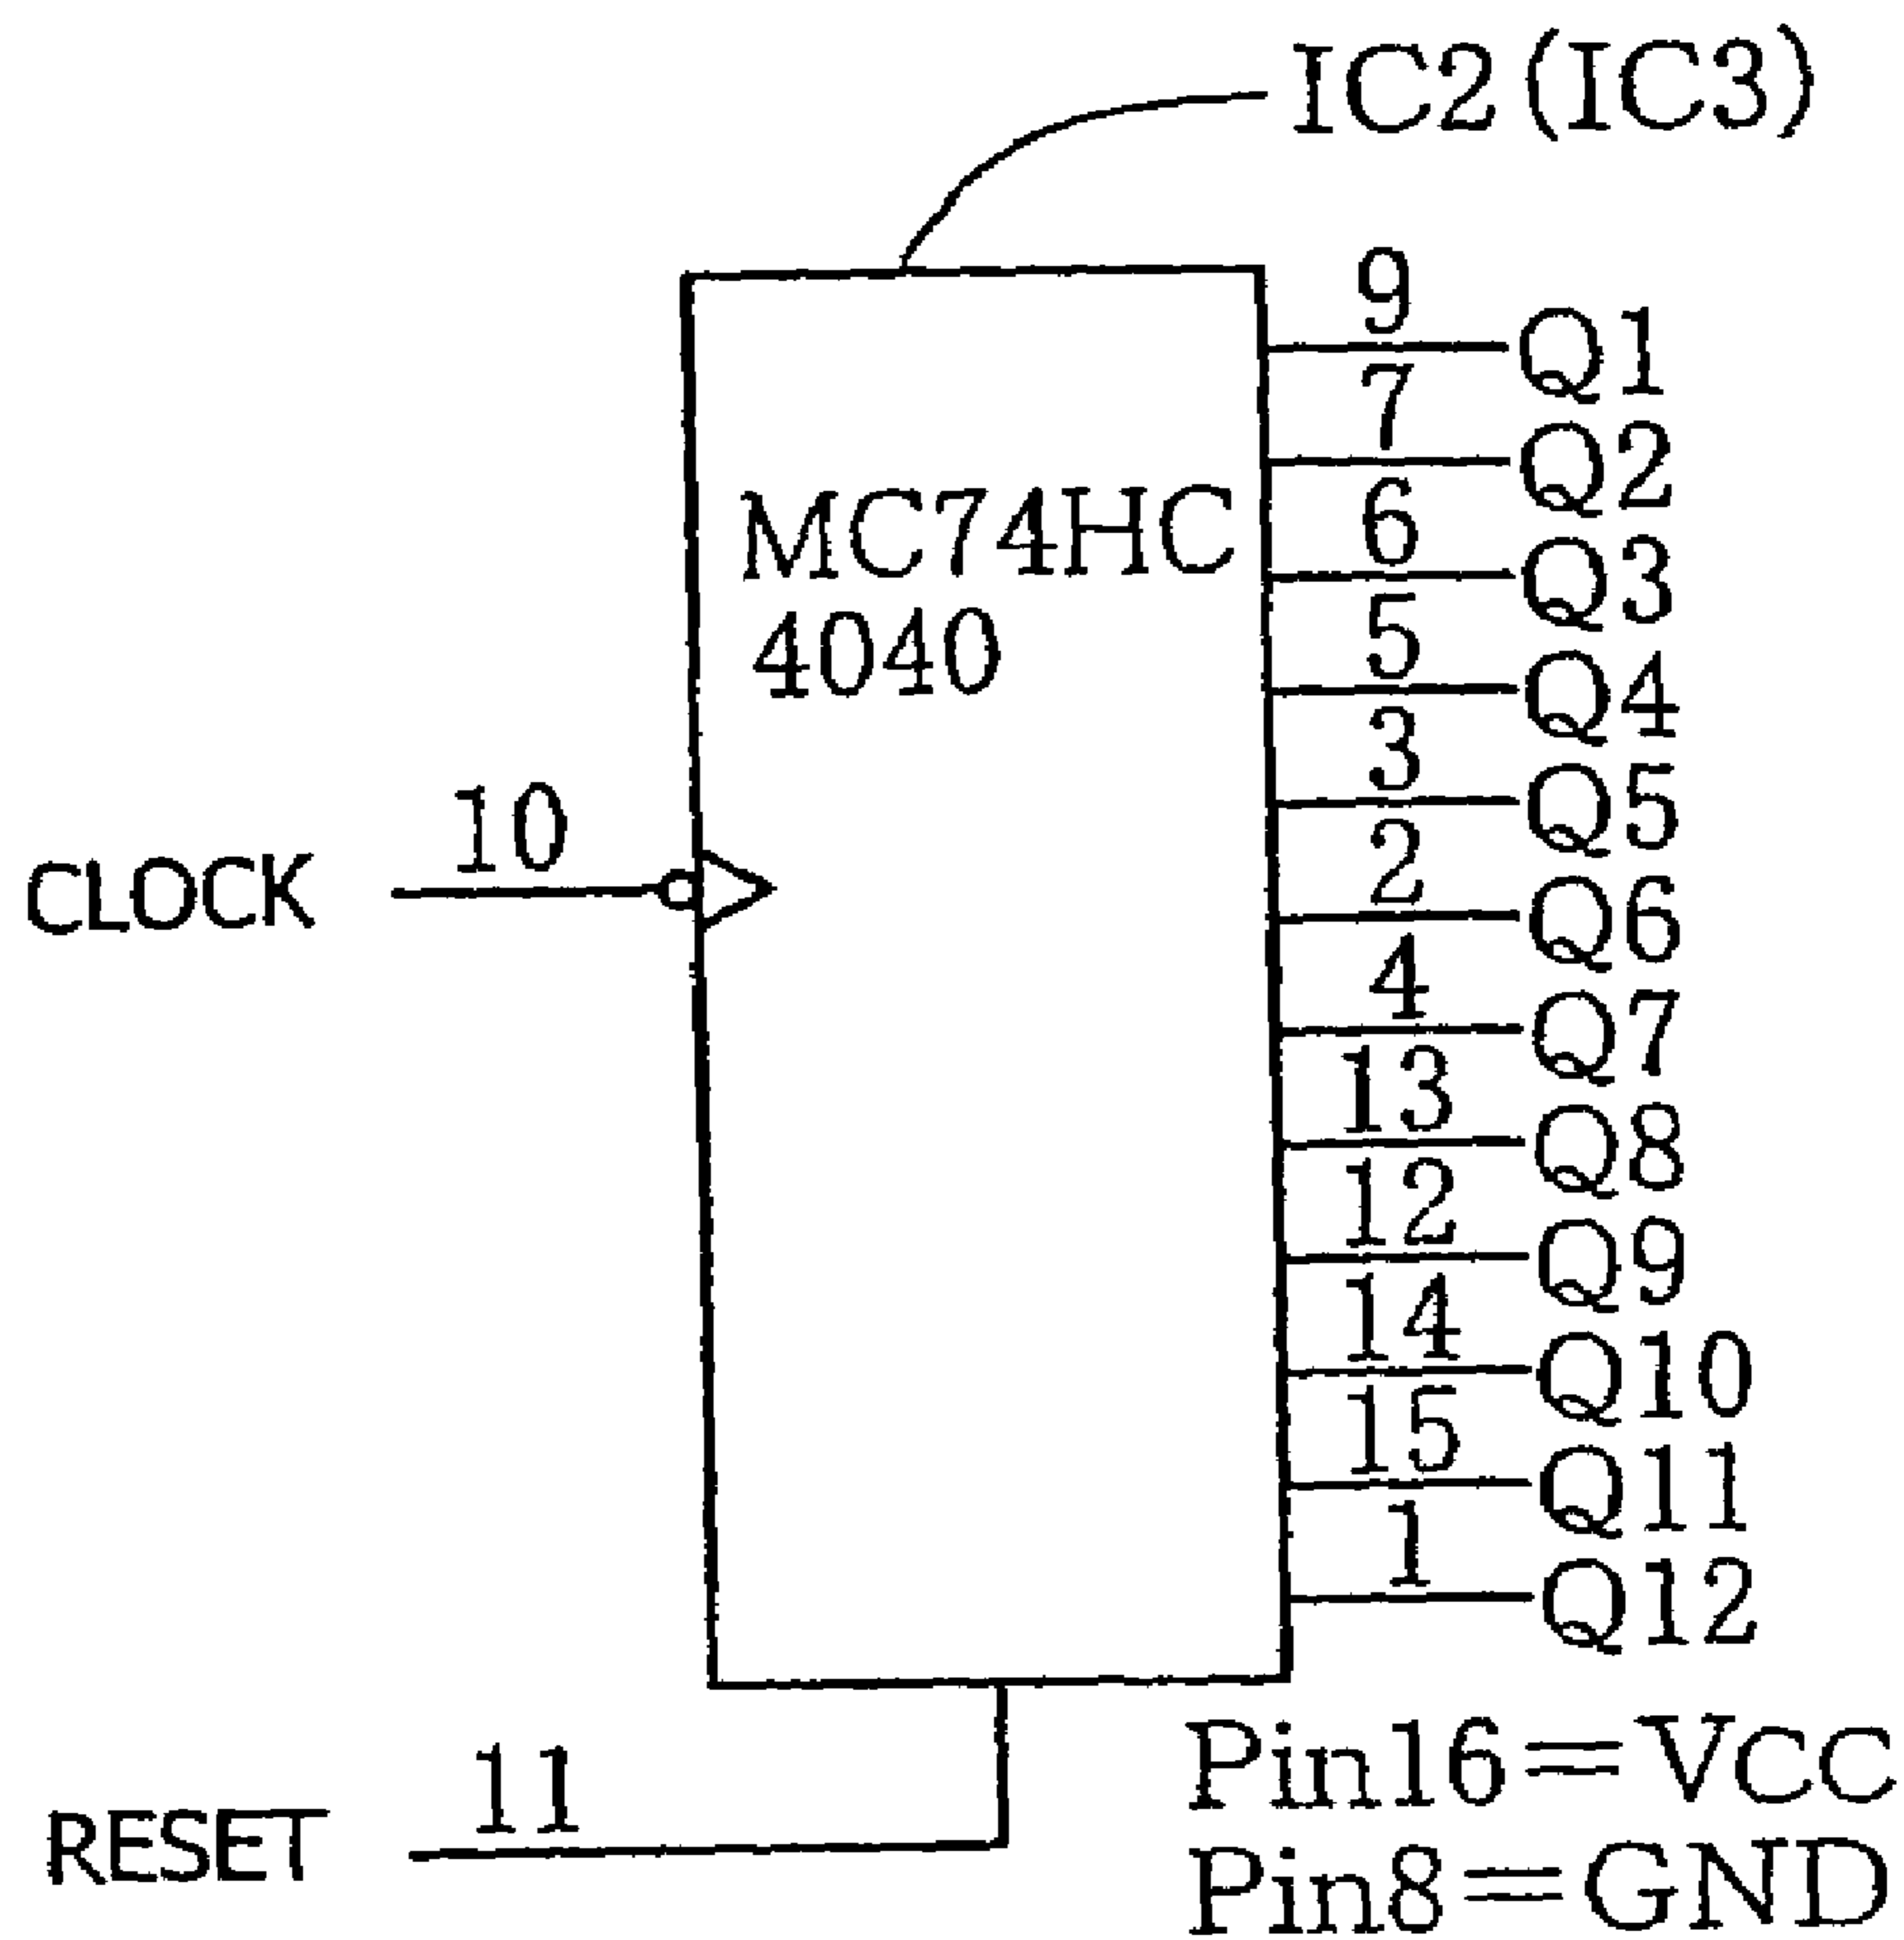 IC2(IC3)
9
Q1
7
Q2
MC74HC
6
Q3
4040
5
Q4
3
Q5
10
CLOCK
2
Q6
4
Q7
13
Q8
12
Q9
14
Q10
15
Q11
1
Q12
11
RESET
Pin16=VCC
Pin8=GND